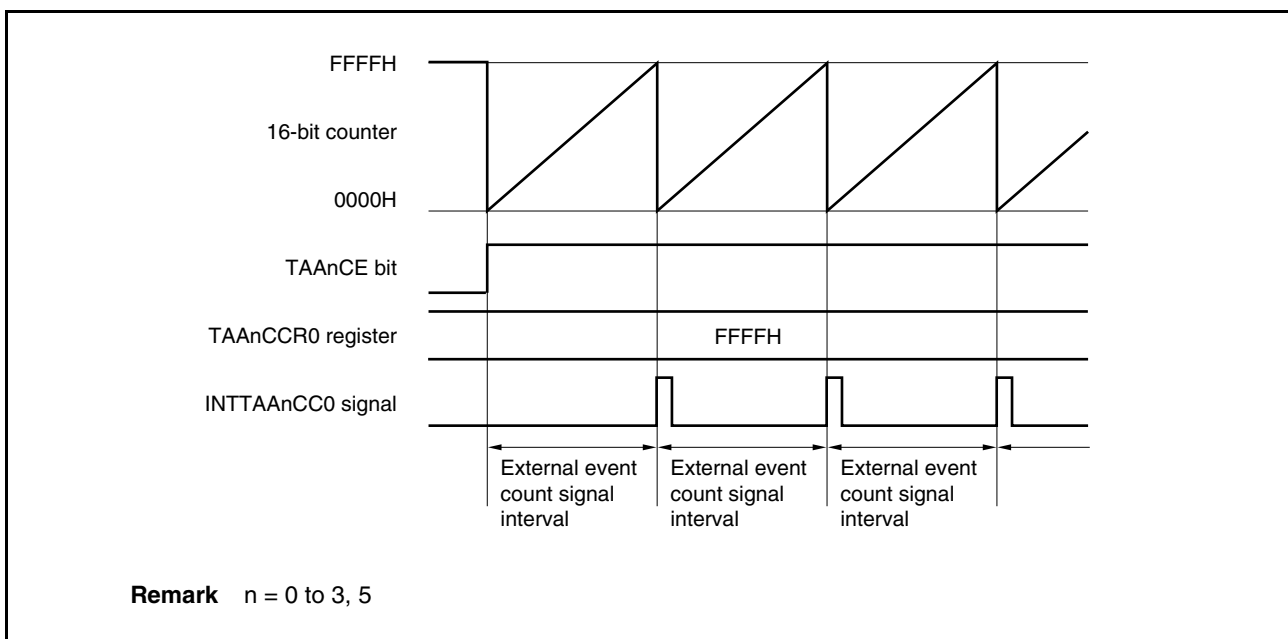 FFFFH
16-bit counter
0000H
TAAnCE bit
TAAnCCR0 register
FFFFH
INTTAAnCC0 signal
External event
count signal
interval
External event
count signal
interval
External event
count signal
interval
Remark n = 0 to 3, 5